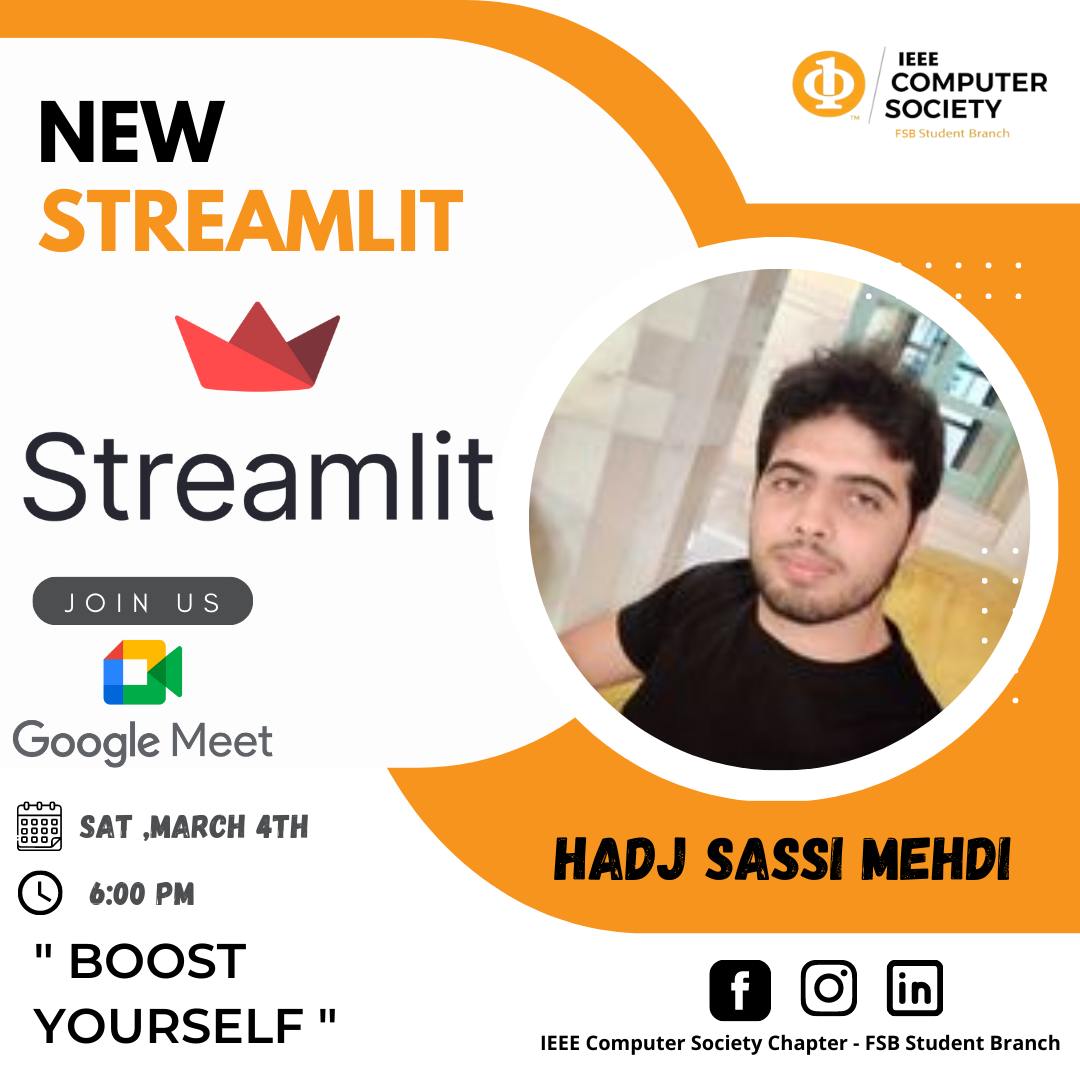 NEW
STREAMLIT
Streamlit
JOIN US
Google Meet
SAT ,MARCH 4TH
6:00 PM
" BOOST
YOURSELF "
IEEE
COMPUTER
SOCIETY
TM
FSB Student Branch
HADJ SASSI MEHDI
IEEE Computer Society Chapter - FSB Student Branch